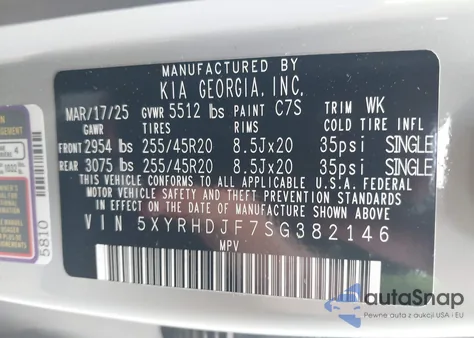 MANUFACTURED BY
KIA GEORGIA, INC.
MAR/17/25 GVWR 5512 lbs PAINT C7S TRIM WK
GAWR TIRES RIMS COLD TIRE INFL
FRONT 2954 lbs 255/45R20 8.5Jx20 35psi SINGLE
REAR 3075 lbs 255/45R20 8.5Jx20 35psi SINGLE
THIS VEHICLE CONFORMS TO ALL APPLICABLE U.S.A. FEDERAL
MOTOR VEHICLE SAFETY, BUMPER, AND THEFT PREVENTION STANDARDS
IN EFFECT ON THE DATE OF MANUFACTURE SHOWN ABOVE
VIN 5XYRHDJF7SG382146
MPV
5810
4
autaSnap
Pewne auta z aukcji USA i EU